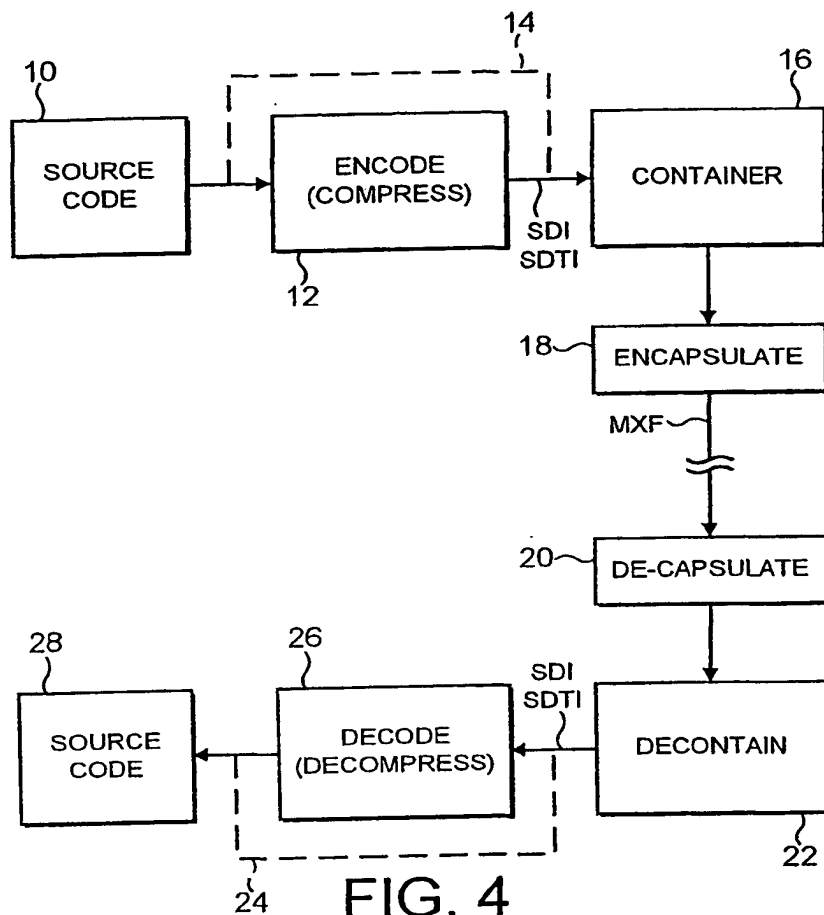 14
10
16
SOURCE
CODE
ENCODE
(COMPRESS)
CONTAINER
SDI
SDTI
12
18
ENCAPSULATE
MXF
20
DE-CAPSULATE
28
26
SDI
SDTI
SOURCE
CODE
DECODE
(DECOMPRESS)
DECONTAIN
22
24
FIG. 4